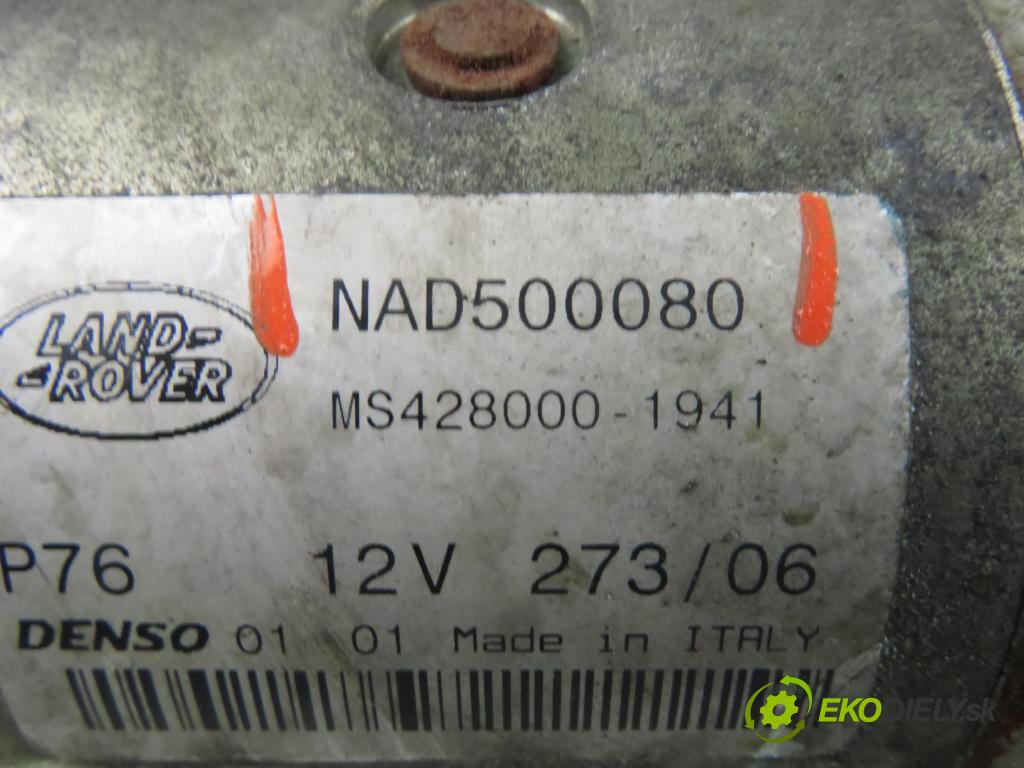 LAND-
-ROVER
NAD500080
MS428000-1941
P76 12V 273/06
DENSO 01 01 Made in ITALY
EKODIELY.sk